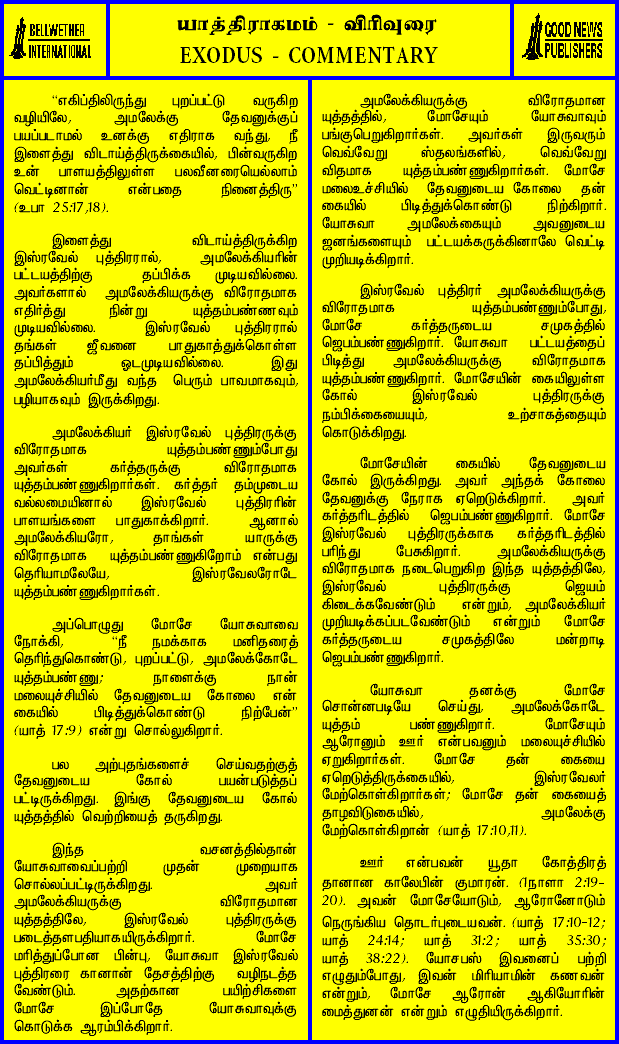 BELLWETHER
INTERNATIONAL
யாத்திராகமம் - விரிவுரை
EXODUS - COMMENTARY
GOOD NEWS
PUBLISHERS
“எகிப்திலிருந்து புறப்பட்டு வருகிற
வழியிலே, அமலேக்கு தேவனுக்குப்
பயப்படாமல் உனக்கு எதிராக வந்து, நீ
இளைத்து விடாய்த்திருக்கையில், பின்வருகிற
உன் பாளயத்திலுள்ள பலவீனரையெல்லாம்
வெட்டினான் என்பதை நினைத்திரு”
(உபா 25:17,18).
இளைத்து விடாய்த்திருக்கிற
இஸ்ரவேல் புத்திரரால், அமலேக்கியரின்
பட்டயத்திற்கு தப்பிக்க முடியவில்லை.
அவர்களால் அமலேக்கியருக்கு விரோதமாக
எதிர்த்து நின்று யுத்தம்பண்ணவும்
முடியவில்லை. இஸ்ரவேல் புத்திரரால்
தங்கள் ஜீவனை பாதுகாத்துக்கொள்ள
தப்பித்தும் ஓடமுடியவில்லை. இது
அமலேக்கியர்மீது வந்த பெரும் பாவமாகவும்,
பழியாகவும் இருக்கிறது.
அமலேக்கியர் இஸ்ரவேல் புத்திரருக்கு
விரோதமாக யுத்தம்பண்ணும்போது
அவர்கள் கர்த்தருக்கு விரோதமாக
யுத்தம்பண்ணுகிறார்கள். கர்த்தர் தம்முடைய
வல்லமையினால் இஸ்ரவேல் புத்திரரின்
பாளயங்களை பாதுகாக்கிறார். ஆனால்
அமலேக்கியரோ, தாங்கள் யாருக்கு
விரோதமாக யுத்தம்பண்ணுகிறோம் என்பது
தெரியாமலேயே, இஸ்ரவேலரோடே
யுத்தம்பண்ணுகிறார்கள்.
அப்பொழுது மோசே யோசுவாவை
நோக்கி, “நீ நமக்காக மனிதரைத்
தெரிந்துகொண்டு, புறப்பட்டு, அமலேக்கோடே
யுத்தம்பண்ணு; நாளைக்கு நான்
மலையுச்சியில் தேவனுடைய கோலை என்
கையில் பிடித்துக்கொண்டு நிற்பேன்”
(யாத் 17:9) என்று சொல்லுகிறார்.
பல அற்புதங்களைச் செய்வதற்குத்
தேவனுடைய கோல் பயன்படுத்தப்
பட்டிருக்கிறது. இங்கு தேவனுடைய கோல்
யுத்தத்தில் வெற்றியைத் தருகிறது.
இந்த வசனத்தில்தான்
யோசுவாவைப்பற்றி முதன் முறையாக
சொல்லப்பட்டிருக்கிறது. அவர்
அமலேக்கியருக்கு விரோதமான
யுத்தத்திலே, இஸ்ரவேல் புத்திரருக்கு
படைத்தளபதியாகயிருக்கிறார். மோசே
மரித்துப்போன பின்பு, யோசுவா இஸ்ரவேல்
புத்திரரை கானான் தேசத்திற்கு வழிநடத்த
வேண்டும். அதற்கான பயிற்சிகளை
மோசே இப்போதே யோசுவாவுக்கு
கொடுக்க ஆரம்பிக்கிறார்.
அமலேக்கியருக்கு விரோதமான
யுத்தத்தில், மோசேயும் யோசுவாவும்
பங்குபெறுகிறார்கள். அவர்கள் இருவரும்
வெவ்வேறு ஸ்தலங்களில், வெவ்வேறு
விதமாக யுத்தம்பண்ணுகிறார்கள். மோசே
மலைஉச்சியில் தேவனுடைய கோலை தன்
கையில் பிடித்துக்கொண்டு நிற்கிறார்.
யோசுவா அமலேக்கையும் அவனுடைய
ஜனங்களையும் பட்டயக்கருக்கினாலே வெட்டி
முறியடிக்கிறார்.
இஸ்ரவேல் புத்திரர் அமலேக்கியருக்கு
விரோதமாக யுத்தம்பண்ணும்போது,
மோசே கர்த்தருடைய சமுகத்தில்
ஜெபம்பண்ணுகிறார். யோசுவா பட்டயத்தைப்
பிடித்து அமலேக்கியருக்கு விரோதமாக
யுத்தம்பண்ணுகிறார். மோசேயின் கையிலுள்ள
கோல் இஸ்ரவேல் புத்திரருக்கு
நம்பிக்கையையும், உற்சாகத்தையும்
கொடுக்கிறது.
மோசேயின் கையில் தேவனுடைய
கோல் இருக்கிறது. அவர் அந்தக் கோலை
தேவனுக்கு நேராக ஏறெடுக்கிறார். அவர்
கர்த்தரிடத்தில் ஜெபம்பண்ணுகிறார். மோசே
இஸ்ரவேல் புத்திரருக்காக கர்த்தரிடத்தில்
பரிந்து பேசுகிறார். அமலேக்கியருக்கு
விரோதமாக நடைபெறுகிற இந்த யுத்தத்திலே,
இஸ்ரவேல் புத்திரருக்கு ஜெயம்
கிடைக்கவேண்டும் என்றும், அமலேக்கியர்
முறியடிக்கப்படவேண்டும் என்றும் மோசே
கர்த்தருடைய சமுகத்திலே மன்றாடி
ஜெபம்பண்ணுகிறார்.
யோசுவா தனக்கு மோசே
சொன்னபடியே செய்து, அமலேக்கோடே
யுத்தம் பண்ணுகிறார். மோசேயும்
ஆரோனும் ஊர் என்பவனும் மலையுச்சியில்
ஏறுகிறார்கள். மோசே தன் கையை
ஏறெடுத்திருக்கையில், இஸ்ரவேலர்
மேற்கொள்கிறார்கள்; மோசே தன் கையைத்
தாழவிடுகையில், அமலேக்கு
மேற்கொள்கிறான் (யாத் 17:10,11).
ஊர் என்பவன் யூதா கோத்திரத்
தானான காலேபின் குமாரன். (1நாளா 2:19-
20). அவன் மோசேயோடும், ஆரோனோடும்
நெருங்கிய தொடர்புடையவன். (யாத் 17:10-12;
யாத் 24:14; யாத் 31:2; யாத் 35:30;
யாத் 38:22). யோசபஸ் இவனைப் பற்றி
எழுதும்போது, இவன் மிரியாமின் கணவன்
என்றும், மோசே ஆரோன் ஆகியோரின்
மைத்துனன் என்றும் எழுதியிருக்கிறார்.